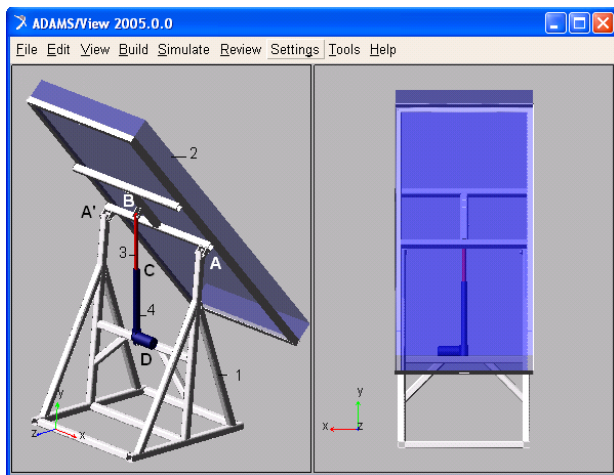 ADAMS/View 2005.0.0
File Edit View Build Simulate Review Settings Tools Help
2
B
A'
A
3
C
4
D
1
y
z
x
y
x
z